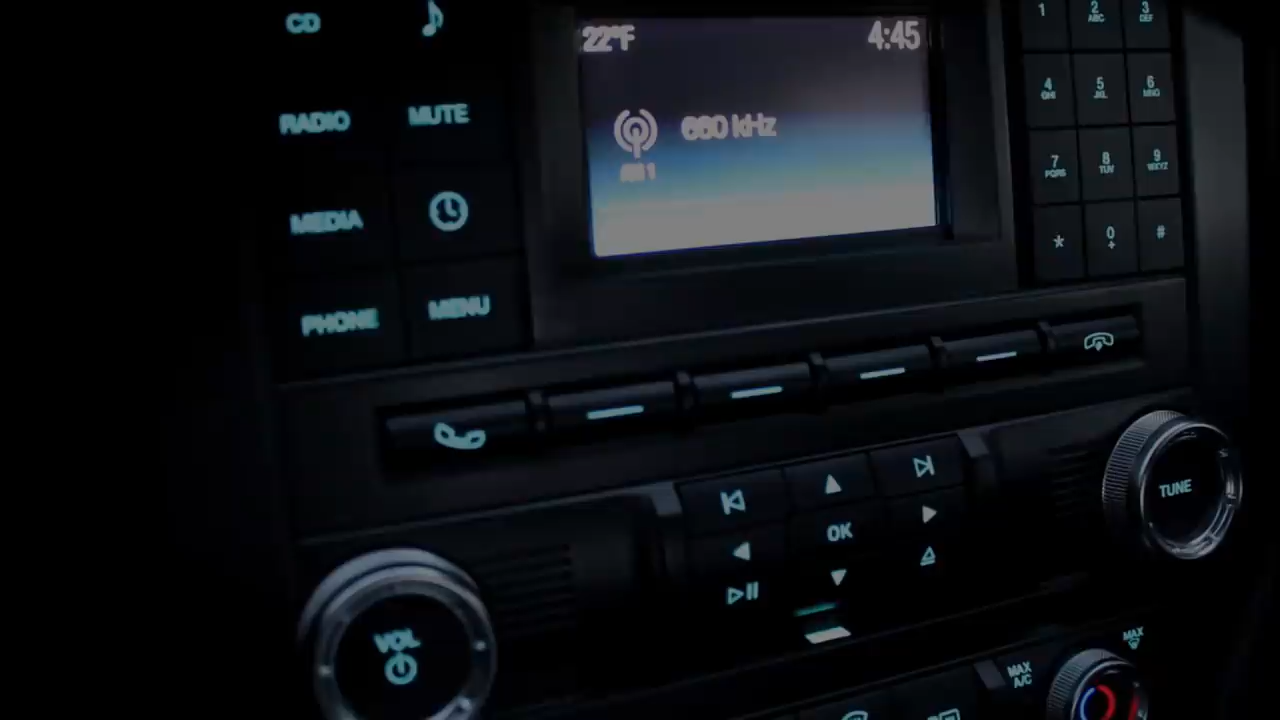 CD
22°F
4:45
RADIO
MUTE
kHz
MEDIA
PHONE
MENU
1
2
ABC
3
DEF
4
GHI
5
JKL
6
MNO
7
PQRS
8
TUV
9
WXYZ
*
0
+
#
OK
TUNE
VOL
MAX
A/C
MAX